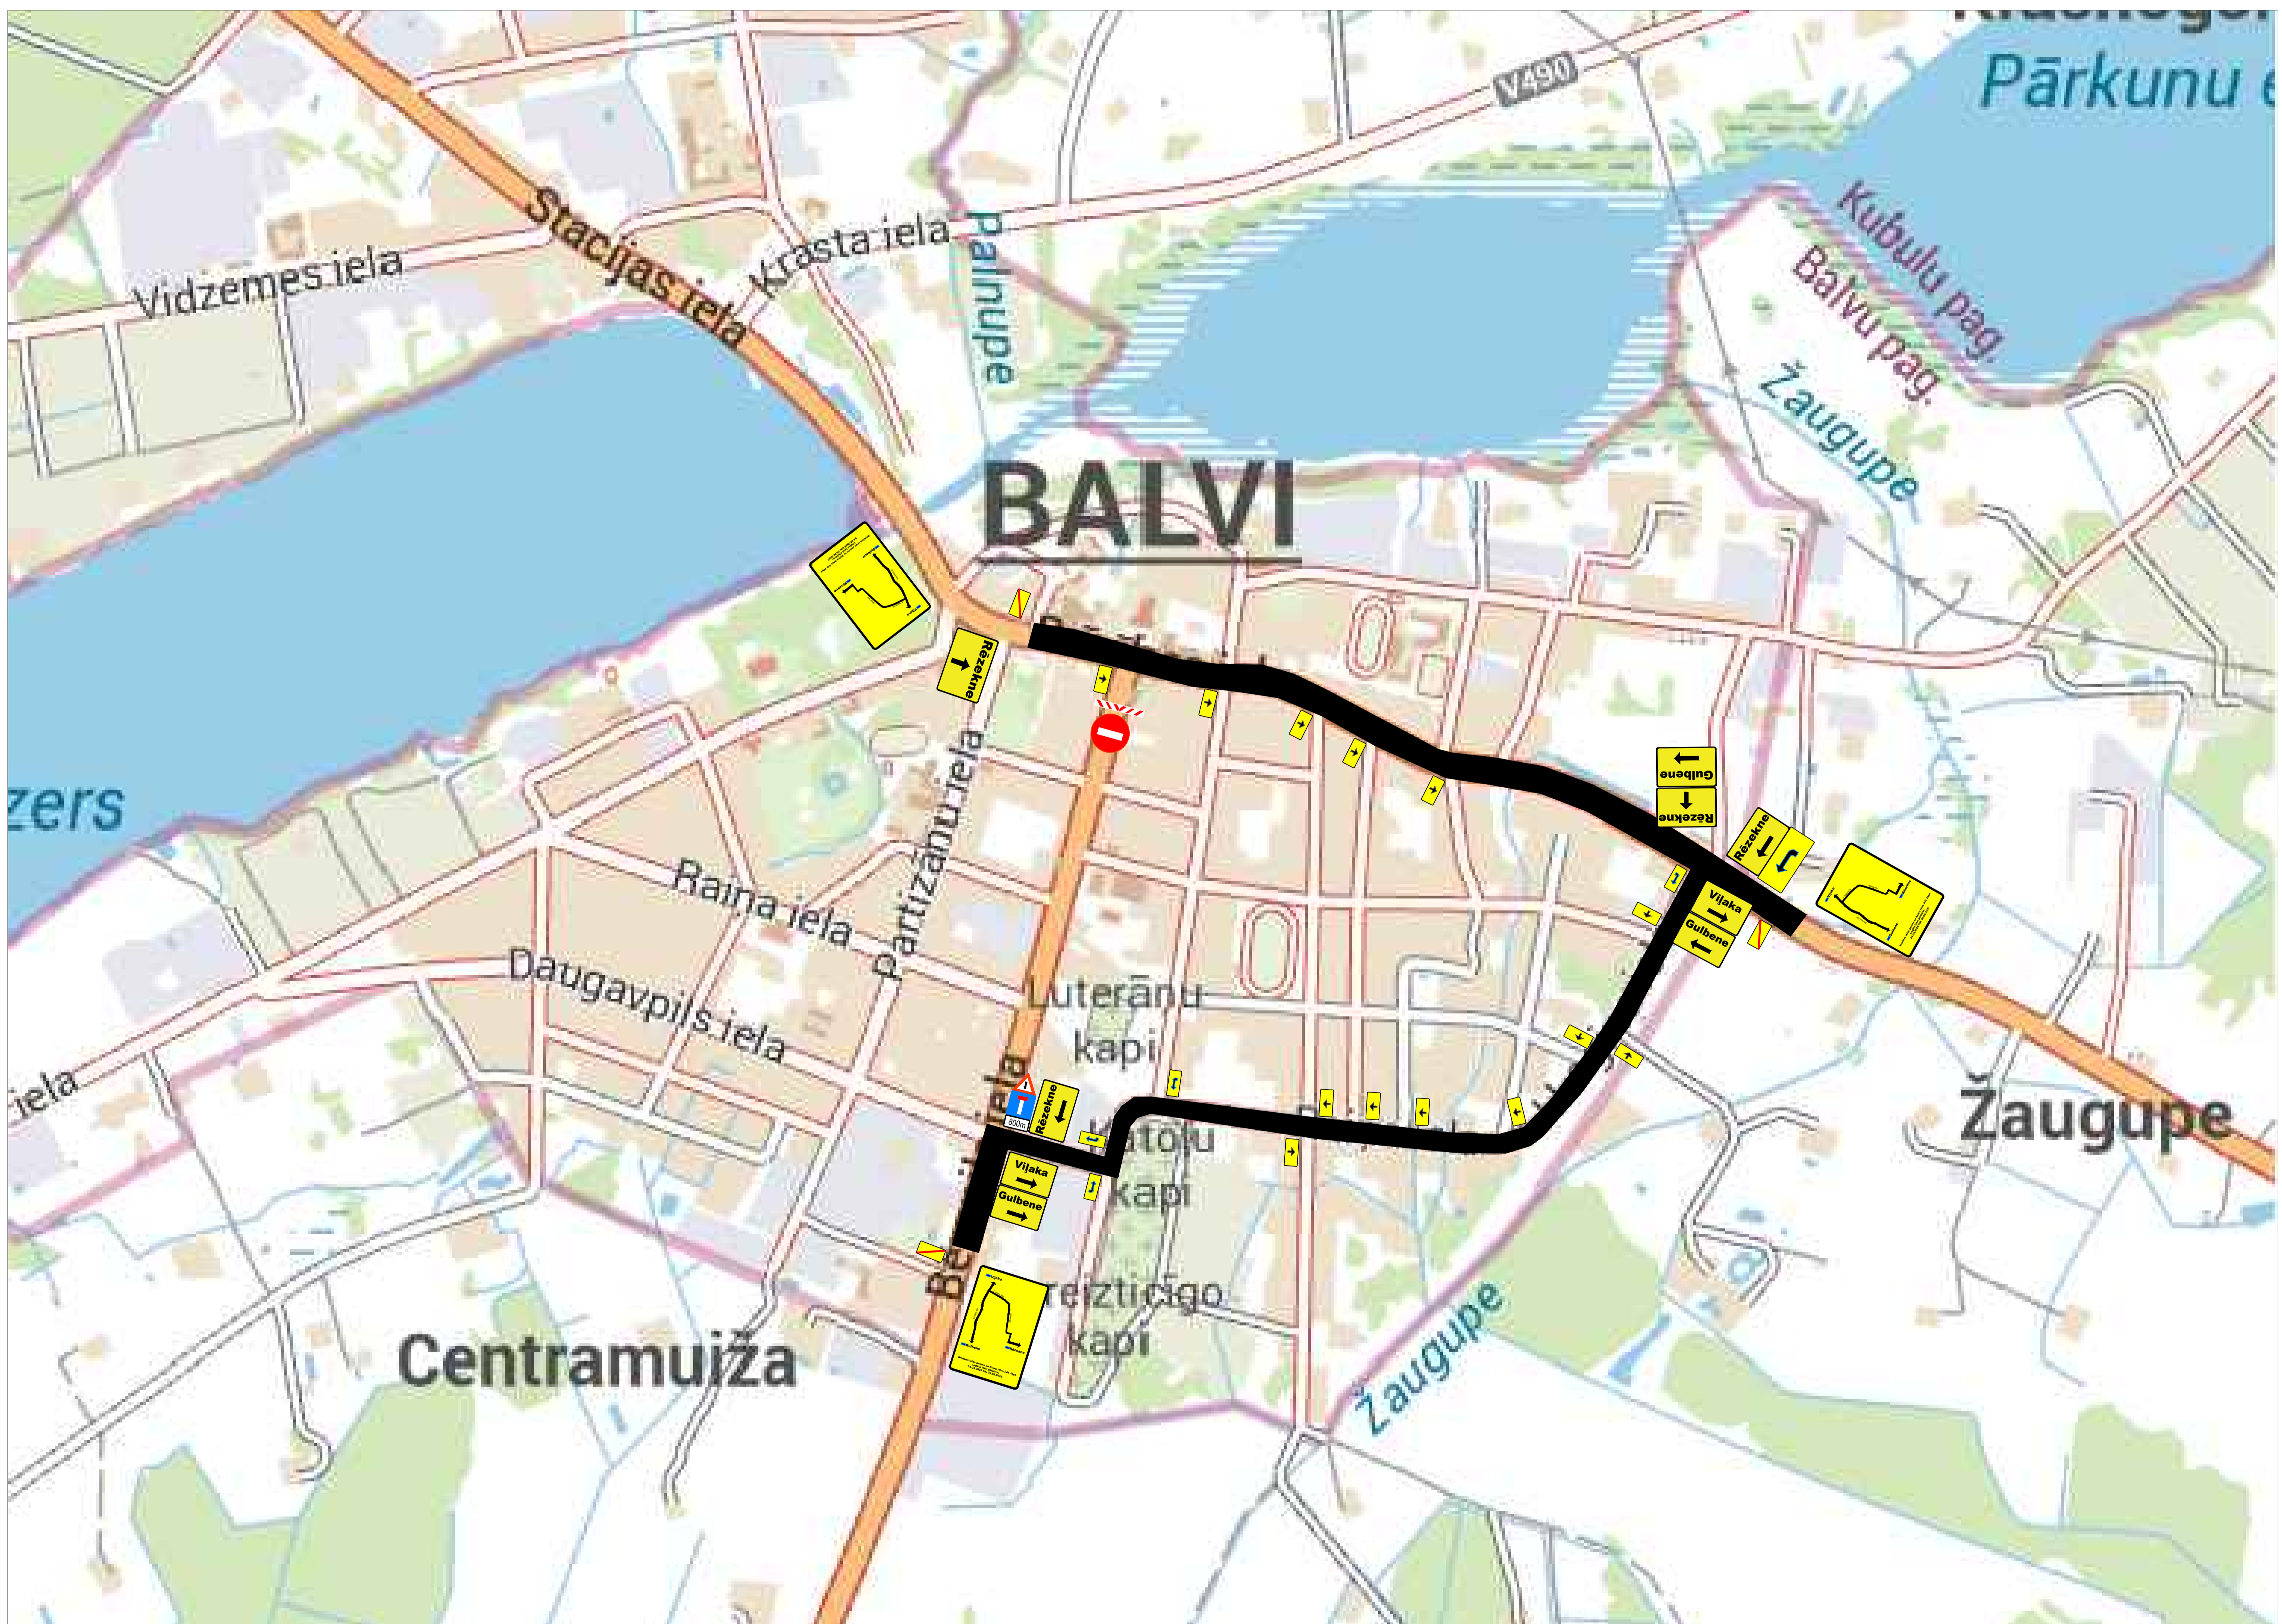 Pārkunu e
V490
Stacijas iela
Krasta iela
Vidzemes iela
Palnupe
Kubulu pag.
Balvu pag.
Žaugupe
BALVI
Rēzekne
Gulbene
Rēzekne
Rēzekne
Viļaka
Gulbene
zers
Partizānu iela
Raiņa iela
Daugavpils iela
Luterāņu
kapi
iela
iela
800m
Rēzekne
Viļaka
Gulbene
kapi
kapi
Žaugupe
Centramuiža
Žaugupe